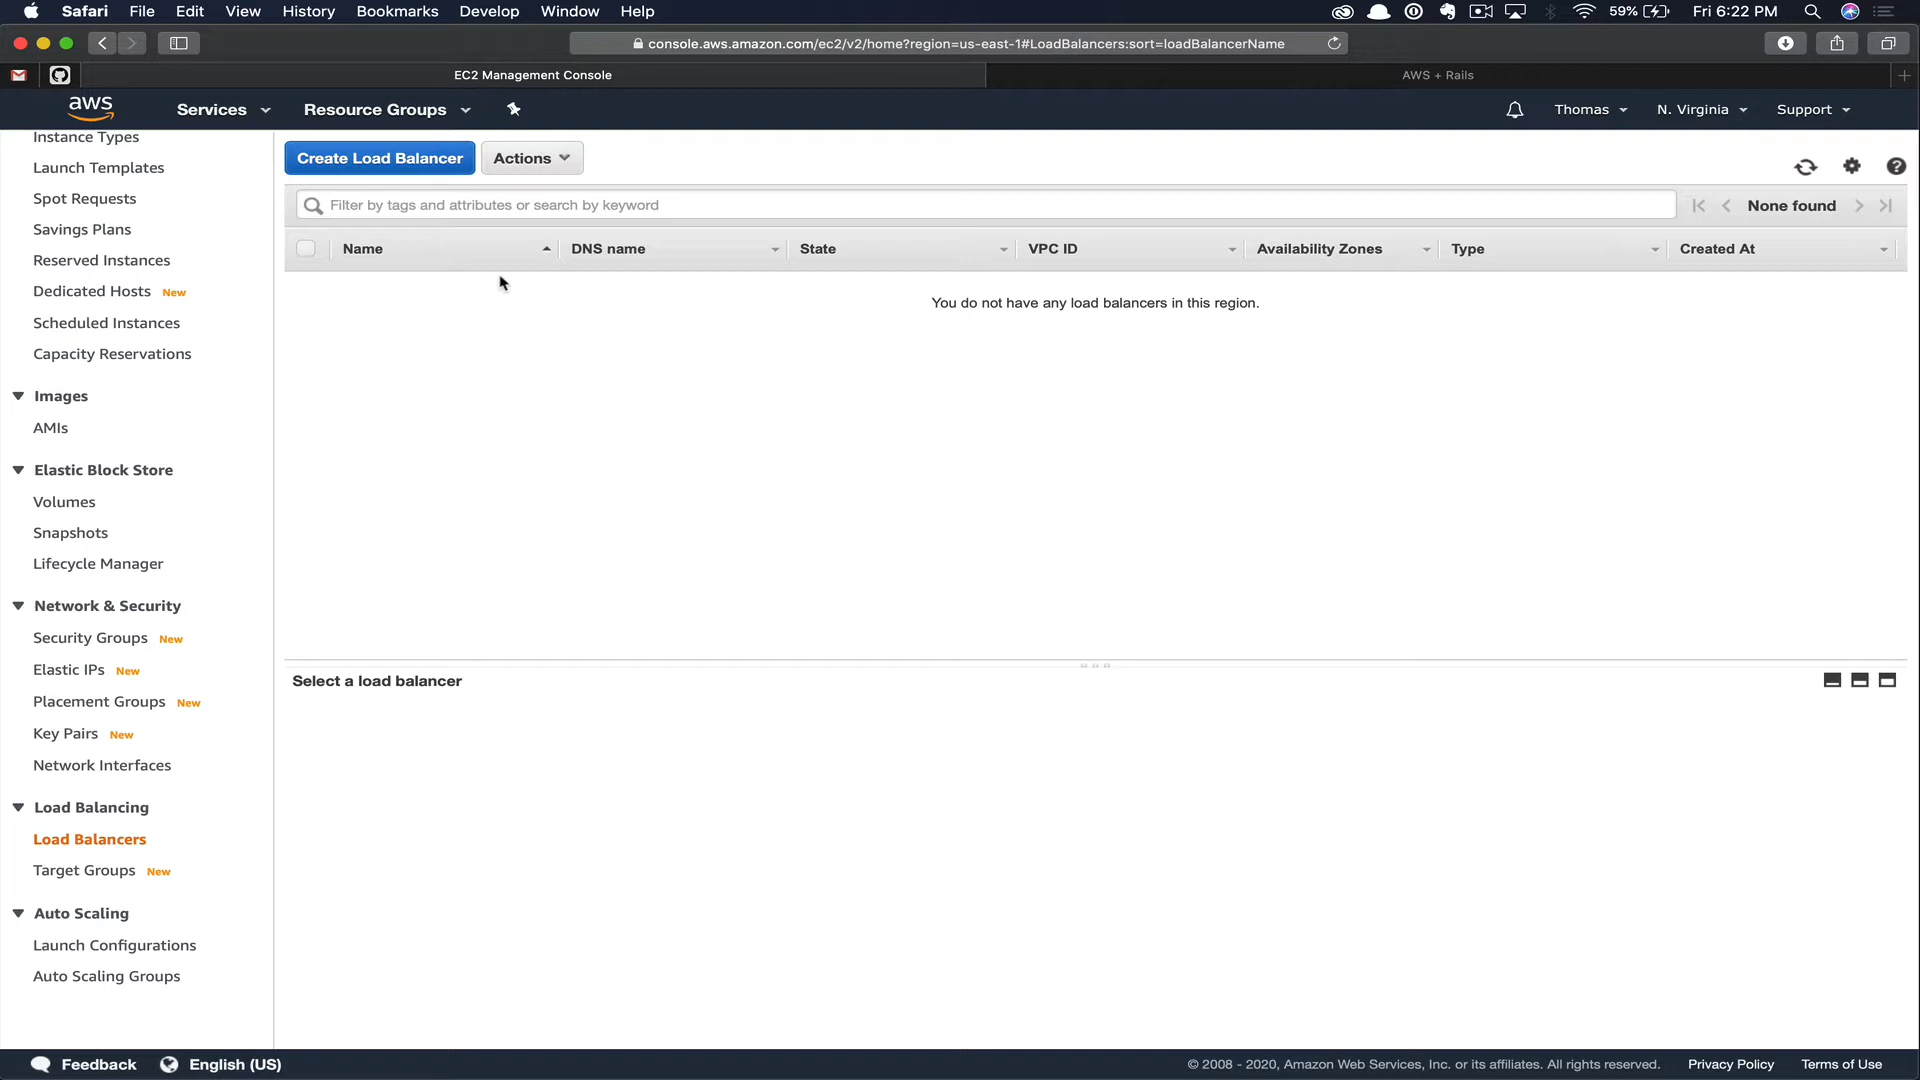 Safari File Edit View History Bookmarks Develop Window Help 59% Fri 6:22 PM
console.aws.amazon.com/ec2/v2/home?region=us-east-1#LoadBalancers:sort=loadBalancerName
EC2 Management Console
AWS + Rails
aws Services Resource Groups Thomas N. Virginia Support
Instance Types
Launch Templates
Spot Requests
Savings Plans
Reserved Instances
Dedicated Hosts New
Scheduled Instances
Capacity Reservations
Images
AMIs
Elastic Block Store
Volumes
Snapshots
Lifecycle Manager
Network & Security
Security Groups New
Elastic IPs New
Placement Groups New
Key Pairs New
Network Interfaces
Load Balancing
Load Balancers
Target Groups New
Auto Scaling
Launch Configurations
Auto Scaling Groups
Create Load Balancer Actions
Filter by tags and attributes or search by keyword
None found
Name DNS name State VPC ID Availability Zones Type Created At
You do not have any load balancers in this region.
Select a load balancer
Feedback English (US) © 2008 - 2020, Amazon Web Services, Inc. or its affiliates. All rights reserved. Privacy Policy Terms of Use